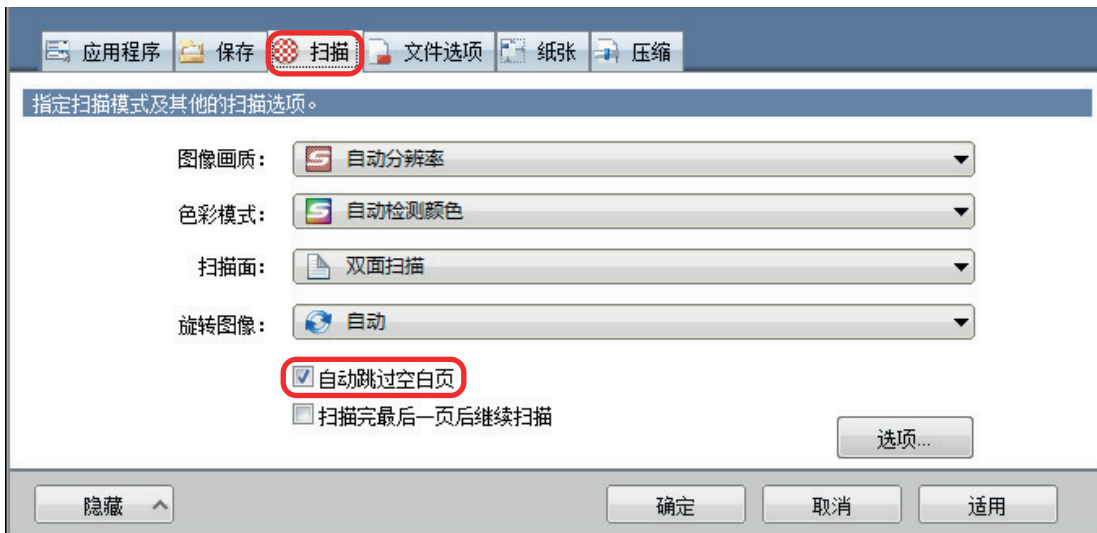 应用程序 保存 扫描 文件选项 纸张 压缩
指定扫描模式及其他的扫描选项。
图像画质： 自动分辨率
色彩模式： 自动检测颜色
扫描面： 双面扫描
旋转图像： 自动
自动跳过空白页
扫描完最后一页后继续扫描
选项...
隐藏 确定 取消 适用